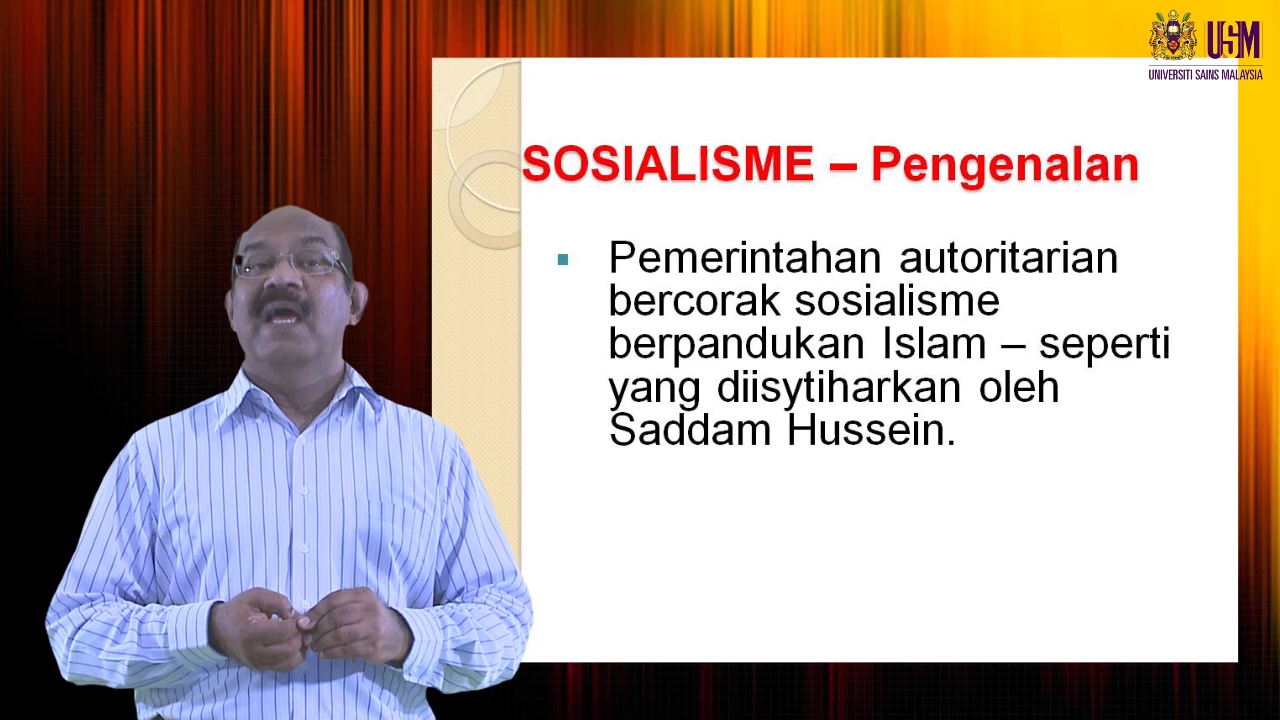 USM
UNIVERSITI SAINS MALAYSIA
SOSIALISME – Pengenalan
Pemerintahan autoritarian
bercorak sosialisme
berpandukan Islam – seperti
yang diisytiharkan oleh
Saddam Hussein.